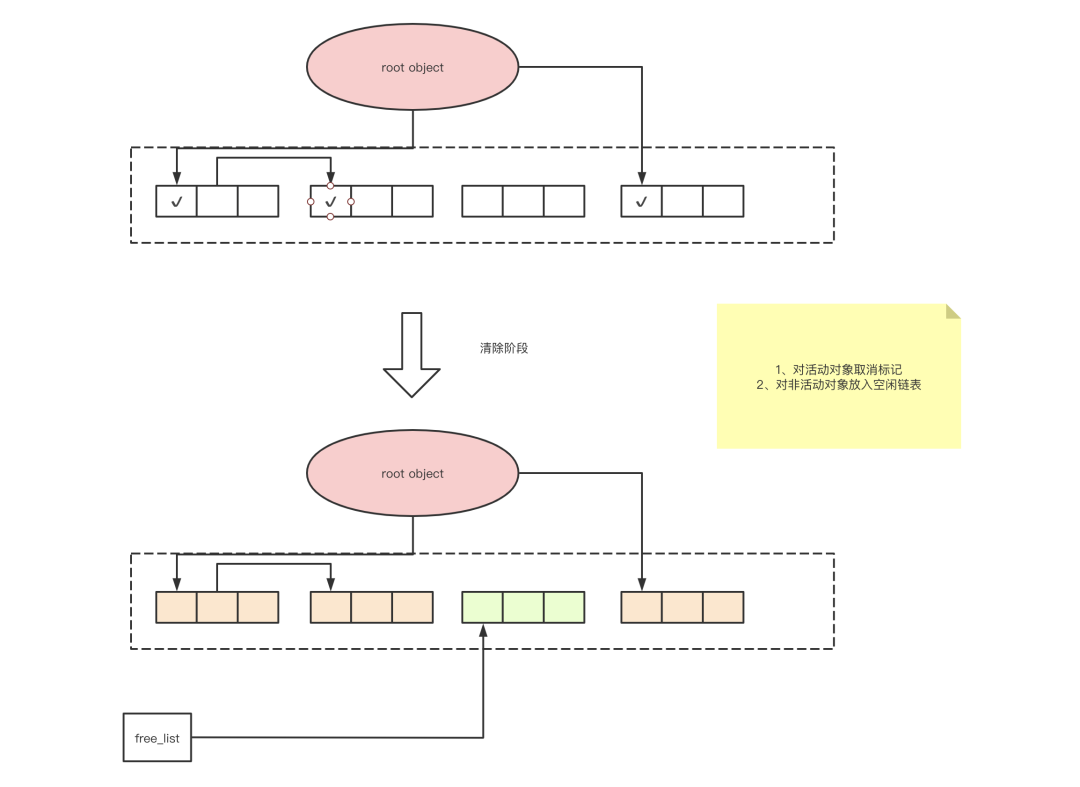 root object
✓
✓
✓
清除阶段
1、对活动对象取消标记
2、对非活动对象放入空闲链表
root object
free_list